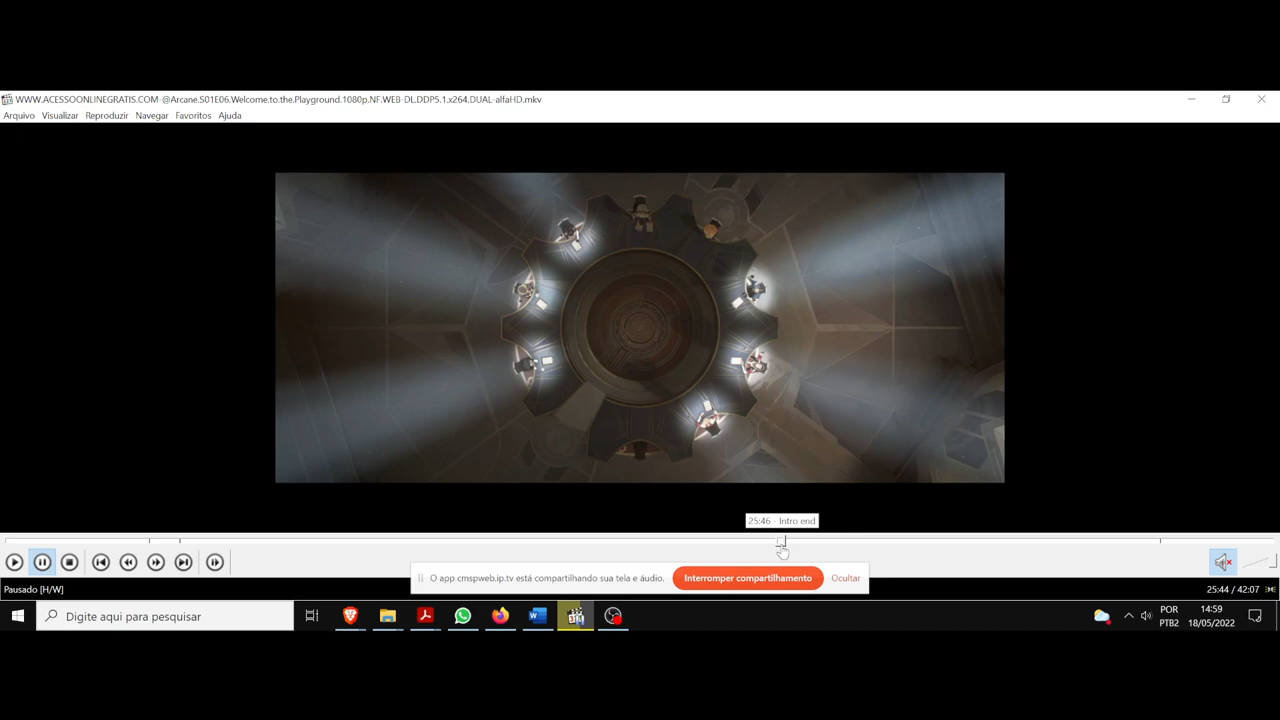 WWW.ACESSOONLINEGRATIS.COM-@Arcane.S01E06.Welcome.to.the.Playground.1080p.NF.WEB-DL.DDP5.1.x264.DUAL-alfaHD.mkv
Arquivo Visualizar Reproduzir Navegar Favoritos Ajuda
25:46 - Intro end
O app cmspweb.ip.tv está compartilhando sua tela e áudio. Interromper compartilhamento Ocultar
Pausado [H/W] 25:44 / 42:07
Digite aqui para pesquisar
POR 14:59
PTB2 18/05/2022